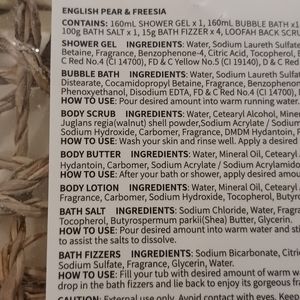 ENGLISH PEAR & FREESIA
CONTAINS: 160mL SHOWER GEL x 1, 160mL BUBBLE BATH x1
100g BATH SALT x 1, 15g BATH FIZZER x 4, LOOFAH BACK SCRU
SHOWER GEL INGREDIENTS: Water, Sodium Laureth Sulfat
Betaine, Fragrance, Benzophenone-4, Citric Acid, Tocopherol, B
C Red No.4 (CI 14700), FD & C Yellow No.5 (CI 19140), D & C Red
BUBBLE BATH INGREDIENTS: Water, Sodium Laureth Sulfat
Distearate, Cocamidopropyl Betaine, Fragrance, Benzophenone
Phenoxyethanol, Disodium EDTA, FD & C Red No.4 (CI 14700),
HOW TO USE: Pour desired amount into warm running water.
BODY SCRUB INGREDIENTS: Water, Cetearyl Alcohol, Miner
Juglans regia(walnut) shell powder, Sodium Acrylate / Sodium
Sodium Hydroxide, Carbomer, Fragrance, DMDM Hydantoin,
HOW TO USE: Wash your skin and rinse well. Apply a desired
BODY BUTTER INGREDIENTS: Water, Mineral Oil, Cetearyl
Hydantoin, Carbomer, Sodium Acrylate / Sodium Acryloyld
HOW TO USE: After your bath or shower, apply desired amou
BODY LOTION INGREDIENTS: Water, Mineral Oil, Cetearyl
Fragrance, Carbomer, Sodium Hydroxide, Tocopherol, Butyr
BATH SALT INGREDIENTS: Sodium Chloride, Water, Fragra
Tocopherol, Butyrospermum parkii(Shea) Butter, Glycerin.
HOW TO USE: Pour desired amount into warm water and sti
to assist the salts to dissolve.
BATH FIZZERS INGREDIENTS: Sodium Bicarbonate, Citric
Sodium Sulfate, Fragrance, Glycerin, Water.
HOW TO USE: Fill your tub with desired amount of warm wa
drop in the bath fizzers and lie back to enjoy its colors and
CAUTION: External use only. Avoid contact with eyes. Keep